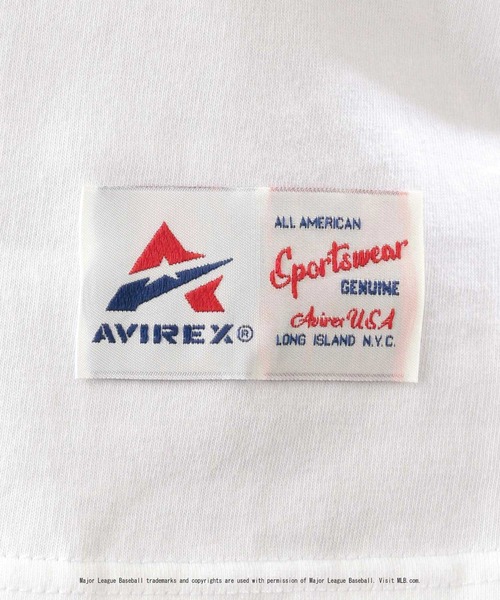 AVIREX®
ALL AMERICAN
Sportswear
GENUINE
Avirex USA
LONG ISLAND N.Y.C.
Major League Baseball trademarks and copyrights are used with permission of Major League Baseball. Visit MLB.com.